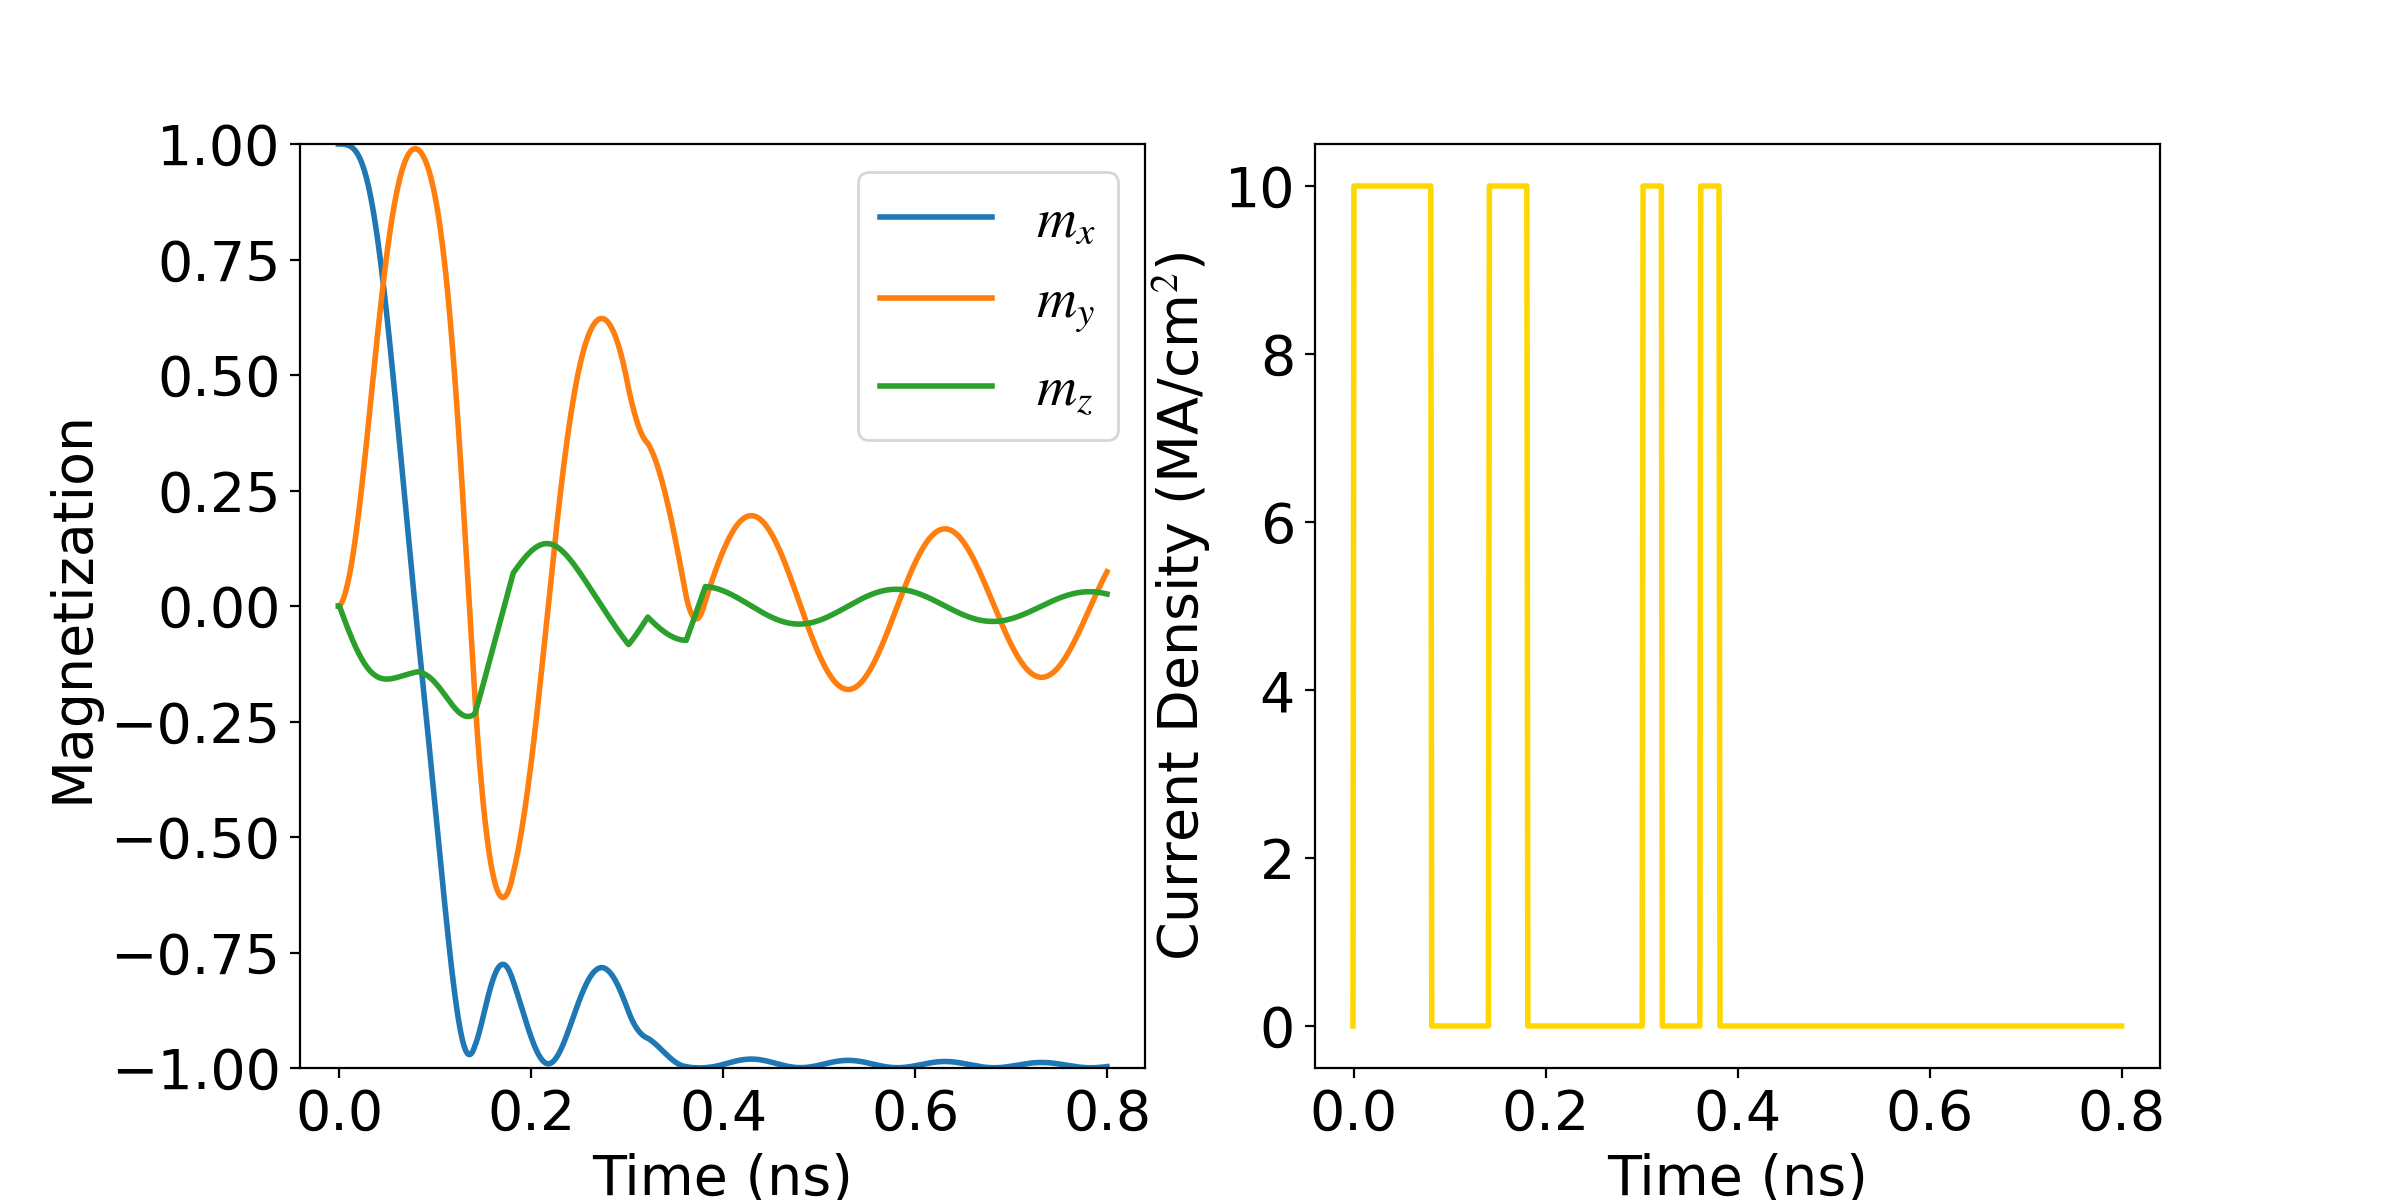 1.00
0.75
0.50
0.25
0.00
−0.25
−0.50
−0.75
−1.00
Magnetization
0.0 0.2 0.4 0.6 0.8
Time (ns)
m_x
m_y
m_z
10
8
6
4
2
0
Current Density (MA/cm²)
0.0 0.2 0.4 0.6 0.8
Time (ns)